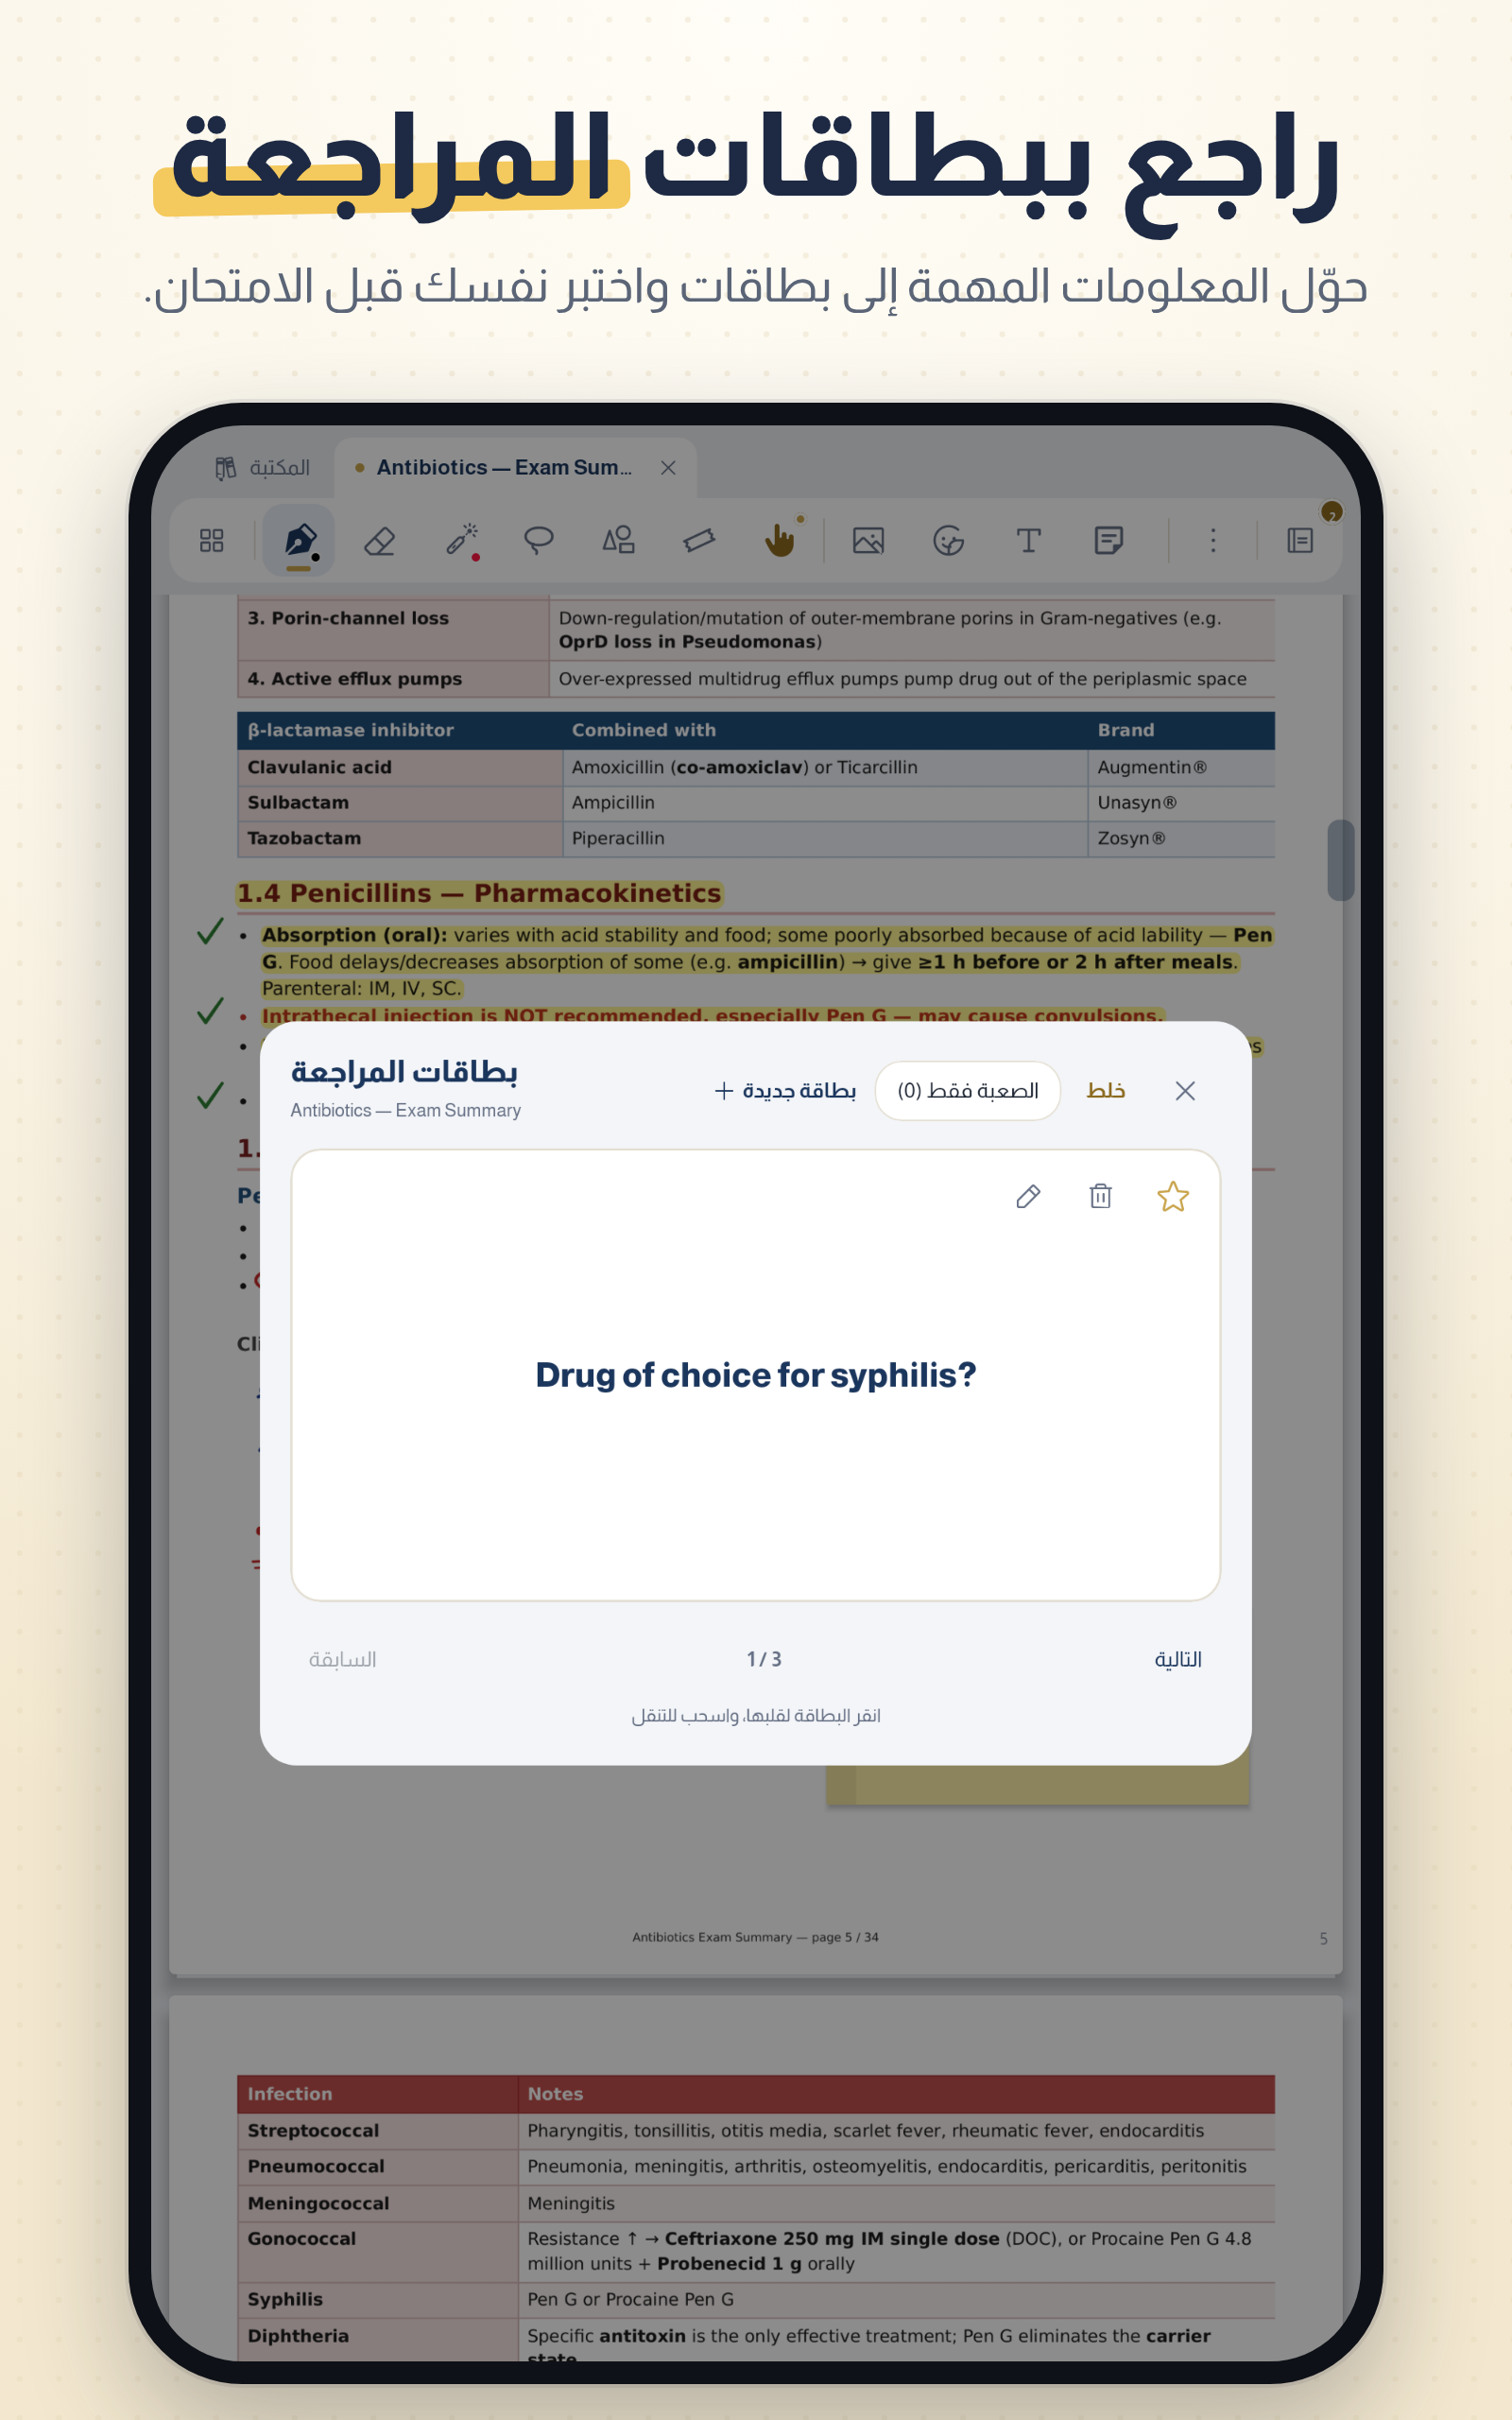 راجع ببطاقات المراجعة
حوّل المعلومات المهمة إلى بطاقات واختبر نفسك قبل الامتحان.
المكتبة
Antibiotics — Exam Sum…
2
3. Porin-channel loss
Down-regulation/mutation of outer-membrane porins in Gram-negatives (e.g.
OprD loss in Pseudomonas)
4. Active efflux pumps
Over-expressed multidrug efflux pumps pump drug out of the periplasmic space
β-lactamase inhibitor Combined with Brand
Clavulanic acid Amoxicillin (co-amoxiclav) or Ticarcillin Augmentin®
Sulbactam Ampicillin Unasyn®
Tazobactam Piperacillin Zosyn®
1.4 Penicillins — Pharmacokinetics
• Absorption (oral): varies with acid stability and food; some poorly absorbed because of acid lability — Pen
G. Food delays/decreases absorption of some (e.g. ampicillin) → give ≥1 h before or 2 h after meals.
Parenteral: IM, IV, SC.
• Intrathecal injection is NOT recommended, especially Pen G — may cause convulsions.
بطاقات المراجعة
Antibiotics — Exam Summary
بطاقة جديدة +
الصعبة فقط (0)
خلط
Drug of choice for syphilis?
السابقة
1 / 3
التالية
انقر البطاقة لقلبها، واسحب للتنقل
Antibiotics Exam Summary — page 5 / 34
5
Infection Notes
Streptococcal Pharyngitis, tonsillitis, otitis media, scarlet fever, rheumatic fever, endocarditis
Pneumococcal Pneumonia, meningitis, arthritis, osteomyelitis, endocarditis, pericarditis, peritonitis
Meningococcal Meningitis
Gonococcal Resistance ↑ → Ceftriaxone 250 mg IM single dose (DOC), or Procaine Pen G 4.8
million units + Probenecid 1 g orally
Syphilis Pen G or Procaine Pen G
Diphtheria Specific antitoxin is the only effective treatment; Pen G eliminates the carrier
state